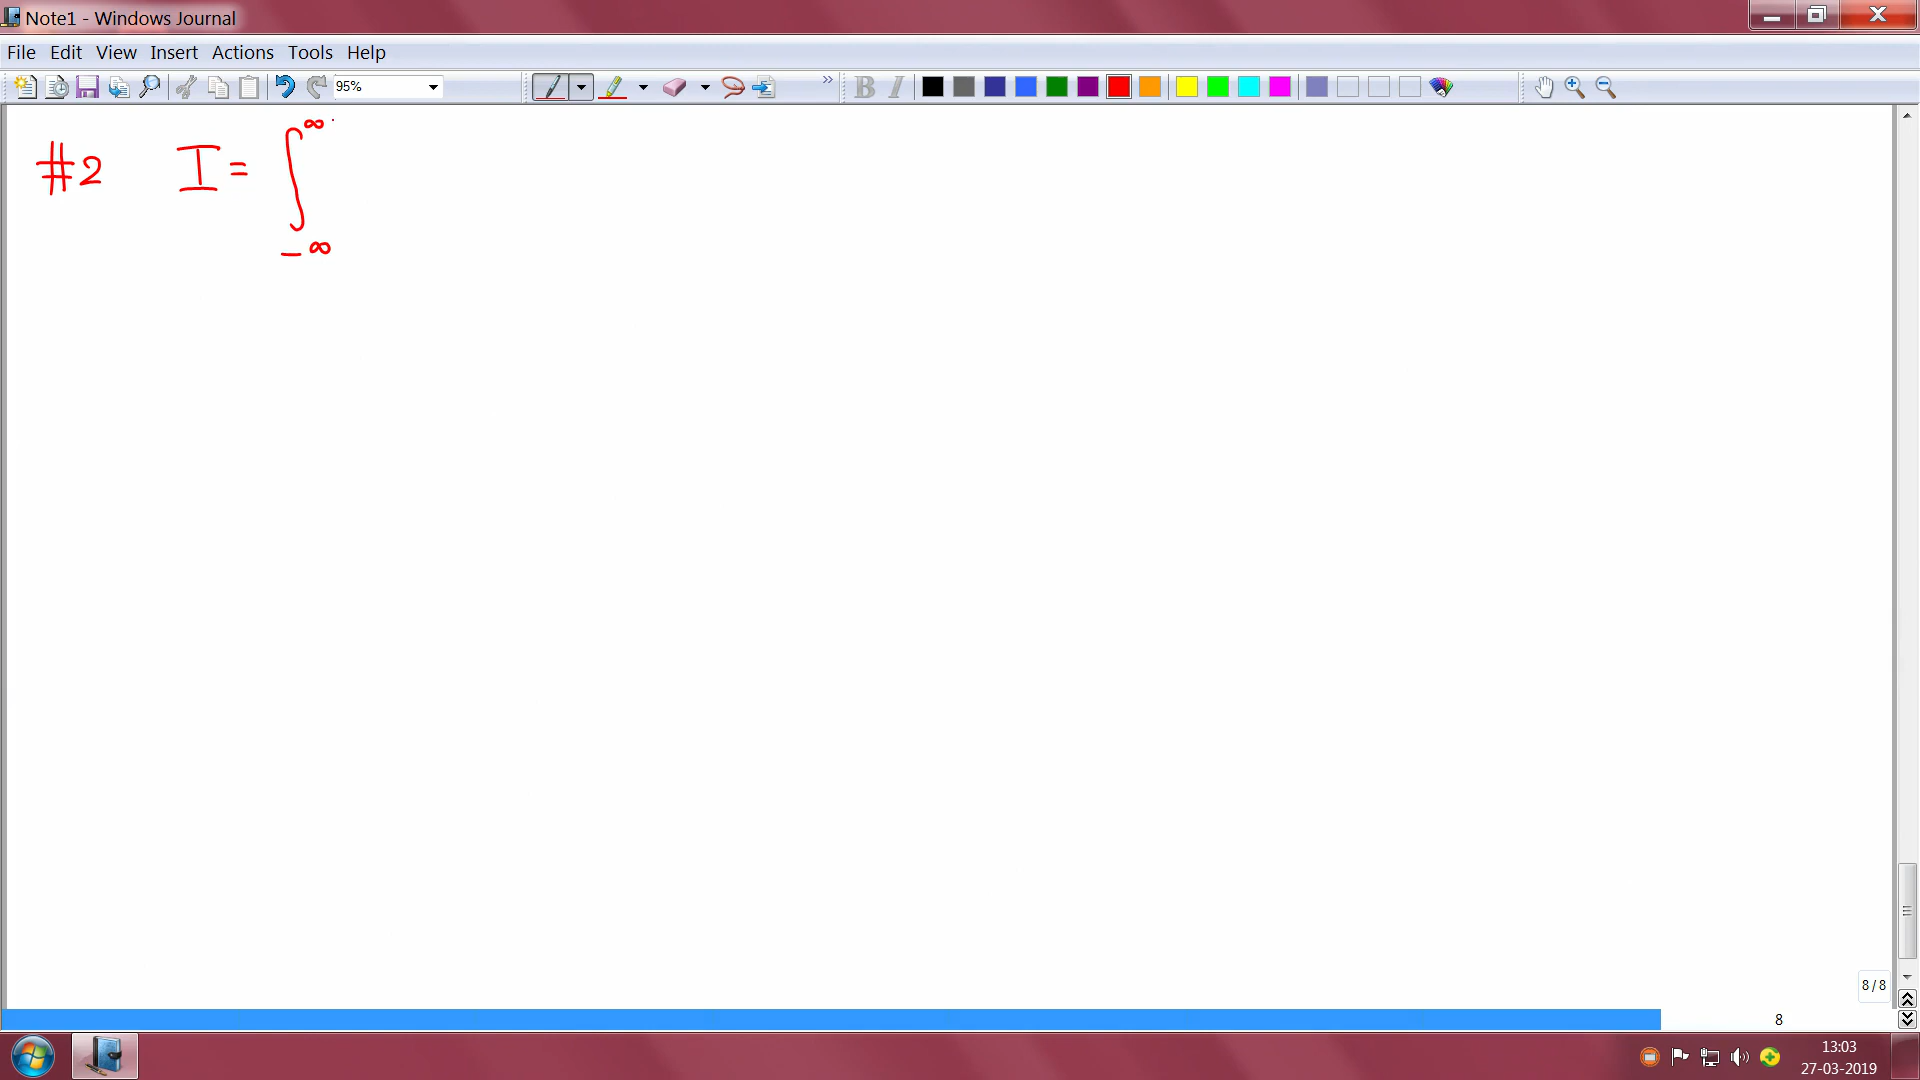 Note1 - Windows Journal
File Edit View Insert Actions Tools Help
95% » B I
#2 I = ∫
∞
-∞
8 / 8
8
13:03
27-03-2019